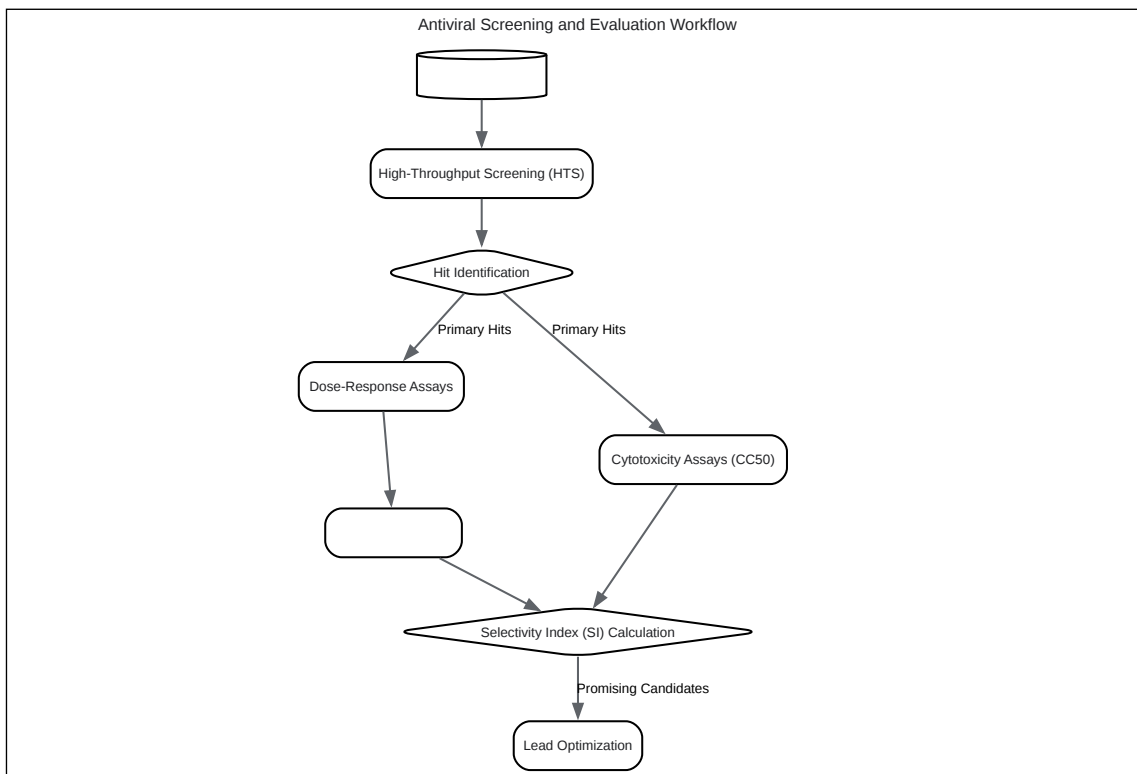 Antiviral Screening and Evaluation Workflow
High-Throughput Screening (HTS)
Hit Identification
Primary Hits
Primary Hits
Dose-Response Assays
Cytotoxicity Assays (CC50)
Selectivity Index (SI) Calculation
Promising Candidates
Lead Optimization